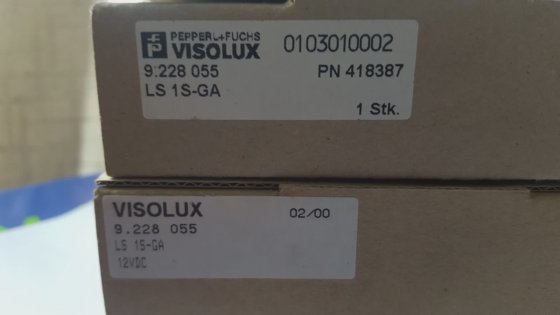 PEPPERL+FUCHS
VISOLUX 0103010002
9.228 055 PN 418387
LS 1S-GA
1 Stk.
VISOLUX 02/00
9.228 055
LS 1S-GA
12VDC